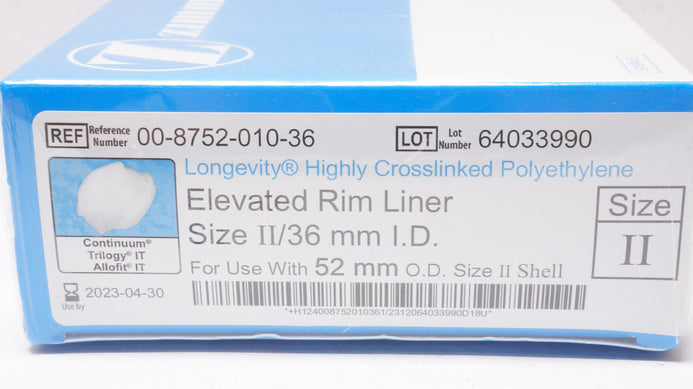 ZIMMER
REF Reference Number 00-8752-010-36
LOT Lot Number 64033990
Longevity® Highly Crosslinked Polyethylene
Elevated Rim Liner
Size II/36 mm I.D.
For Use With 52 mm O.D. Size II Shell
Size
II
Continuum®
Trilogy® IT
Allofit® IT
Use by 2023-04-30
*+H124008752010361/2312064033990D18U*